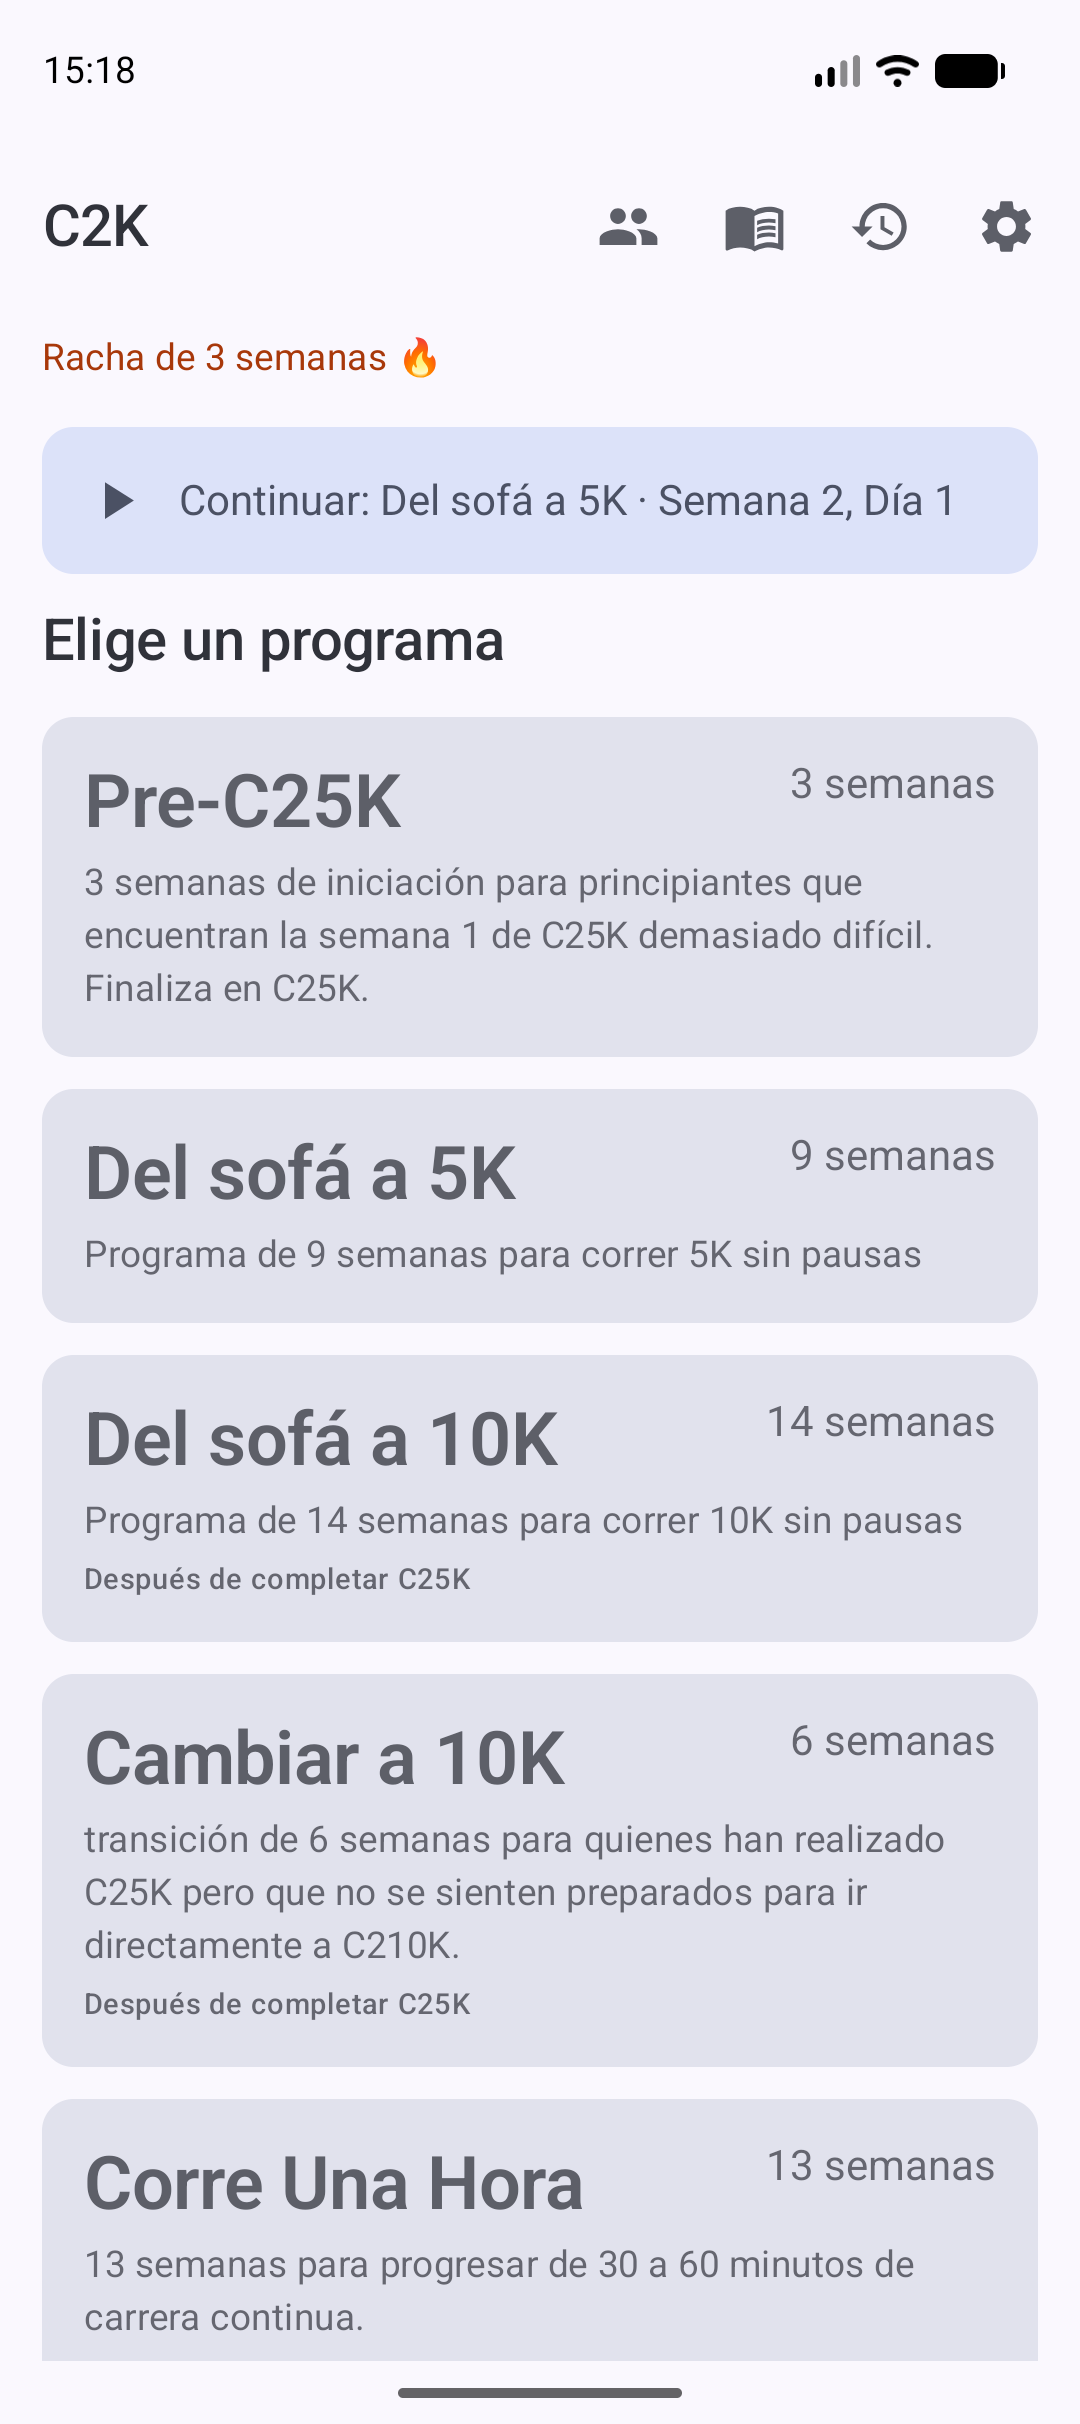 15:18
C2K
Racha de 3 semanas 🔥
Continuar: Del sofá a 5K · Semana 2, Día 1
Elige un programa
Pre-C25K
3 semanas
3 semanas de iniciación para principiantes que
encuentran la semana 1 de C25K demasiado difícil.
Finaliza en C25K.
Del sofá a 5K
9 semanas
Programa de 9 semanas para correr 5K sin pausas
Del sofá a 10K
14 semanas
Programa de 14 semanas para correr 10K sin pausas
Después de completar C25K
Cambiar a 10K
6 semanas
transición de 6 semanas para quienes han realizado
C25K pero que no se sienten preparados para ir
directamente a C210K.
Después de completar C25K
Corre Una Hora
13 semanas
13 semanas para progresar de 30 a 60 minutos de
carrera continua.